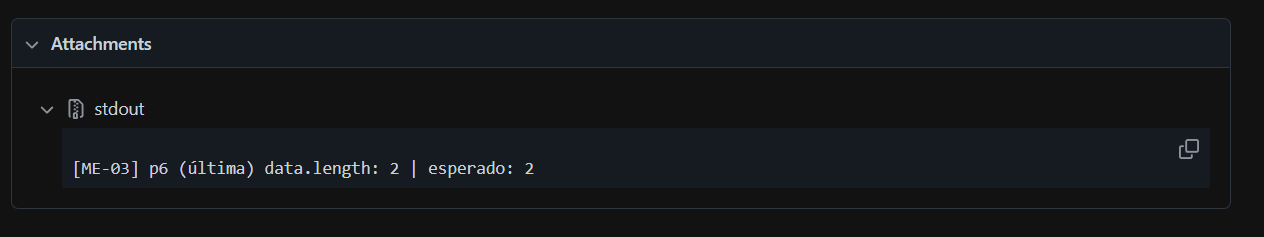 Attachments
stdout
[ME-03] p6 (última) data.length: 2 | esperado: 2